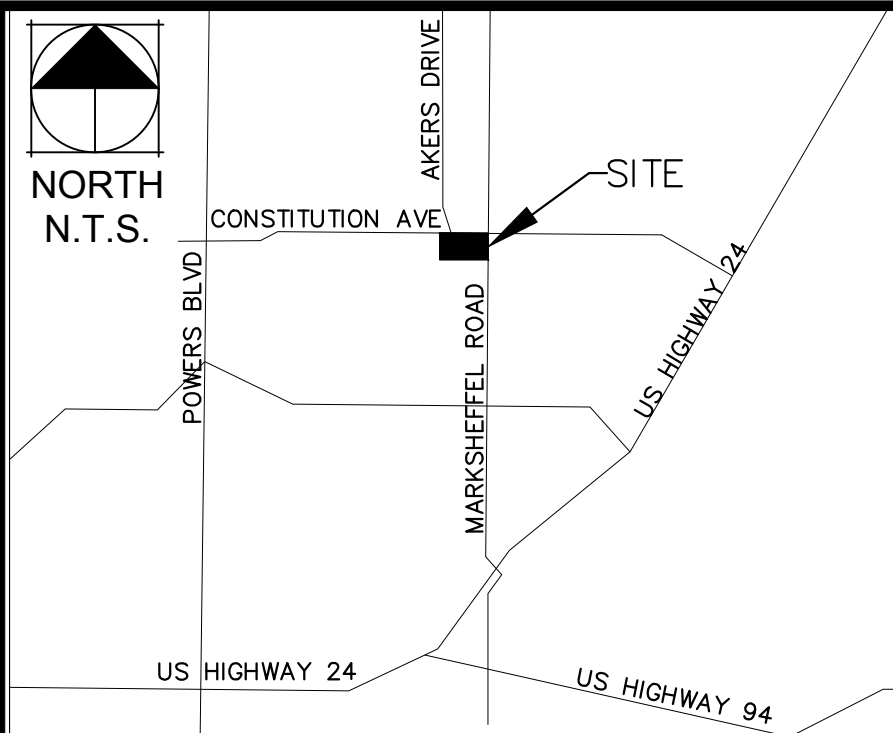 NORTH
N.T.S.
AKERS DRIVE
SITE
CONSTITUTION AVE
POWERS BLVD
MARKSHEFFEL ROAD
US HIGHWAY 24
US HIGHWAY 24
US HIGHWAY 94